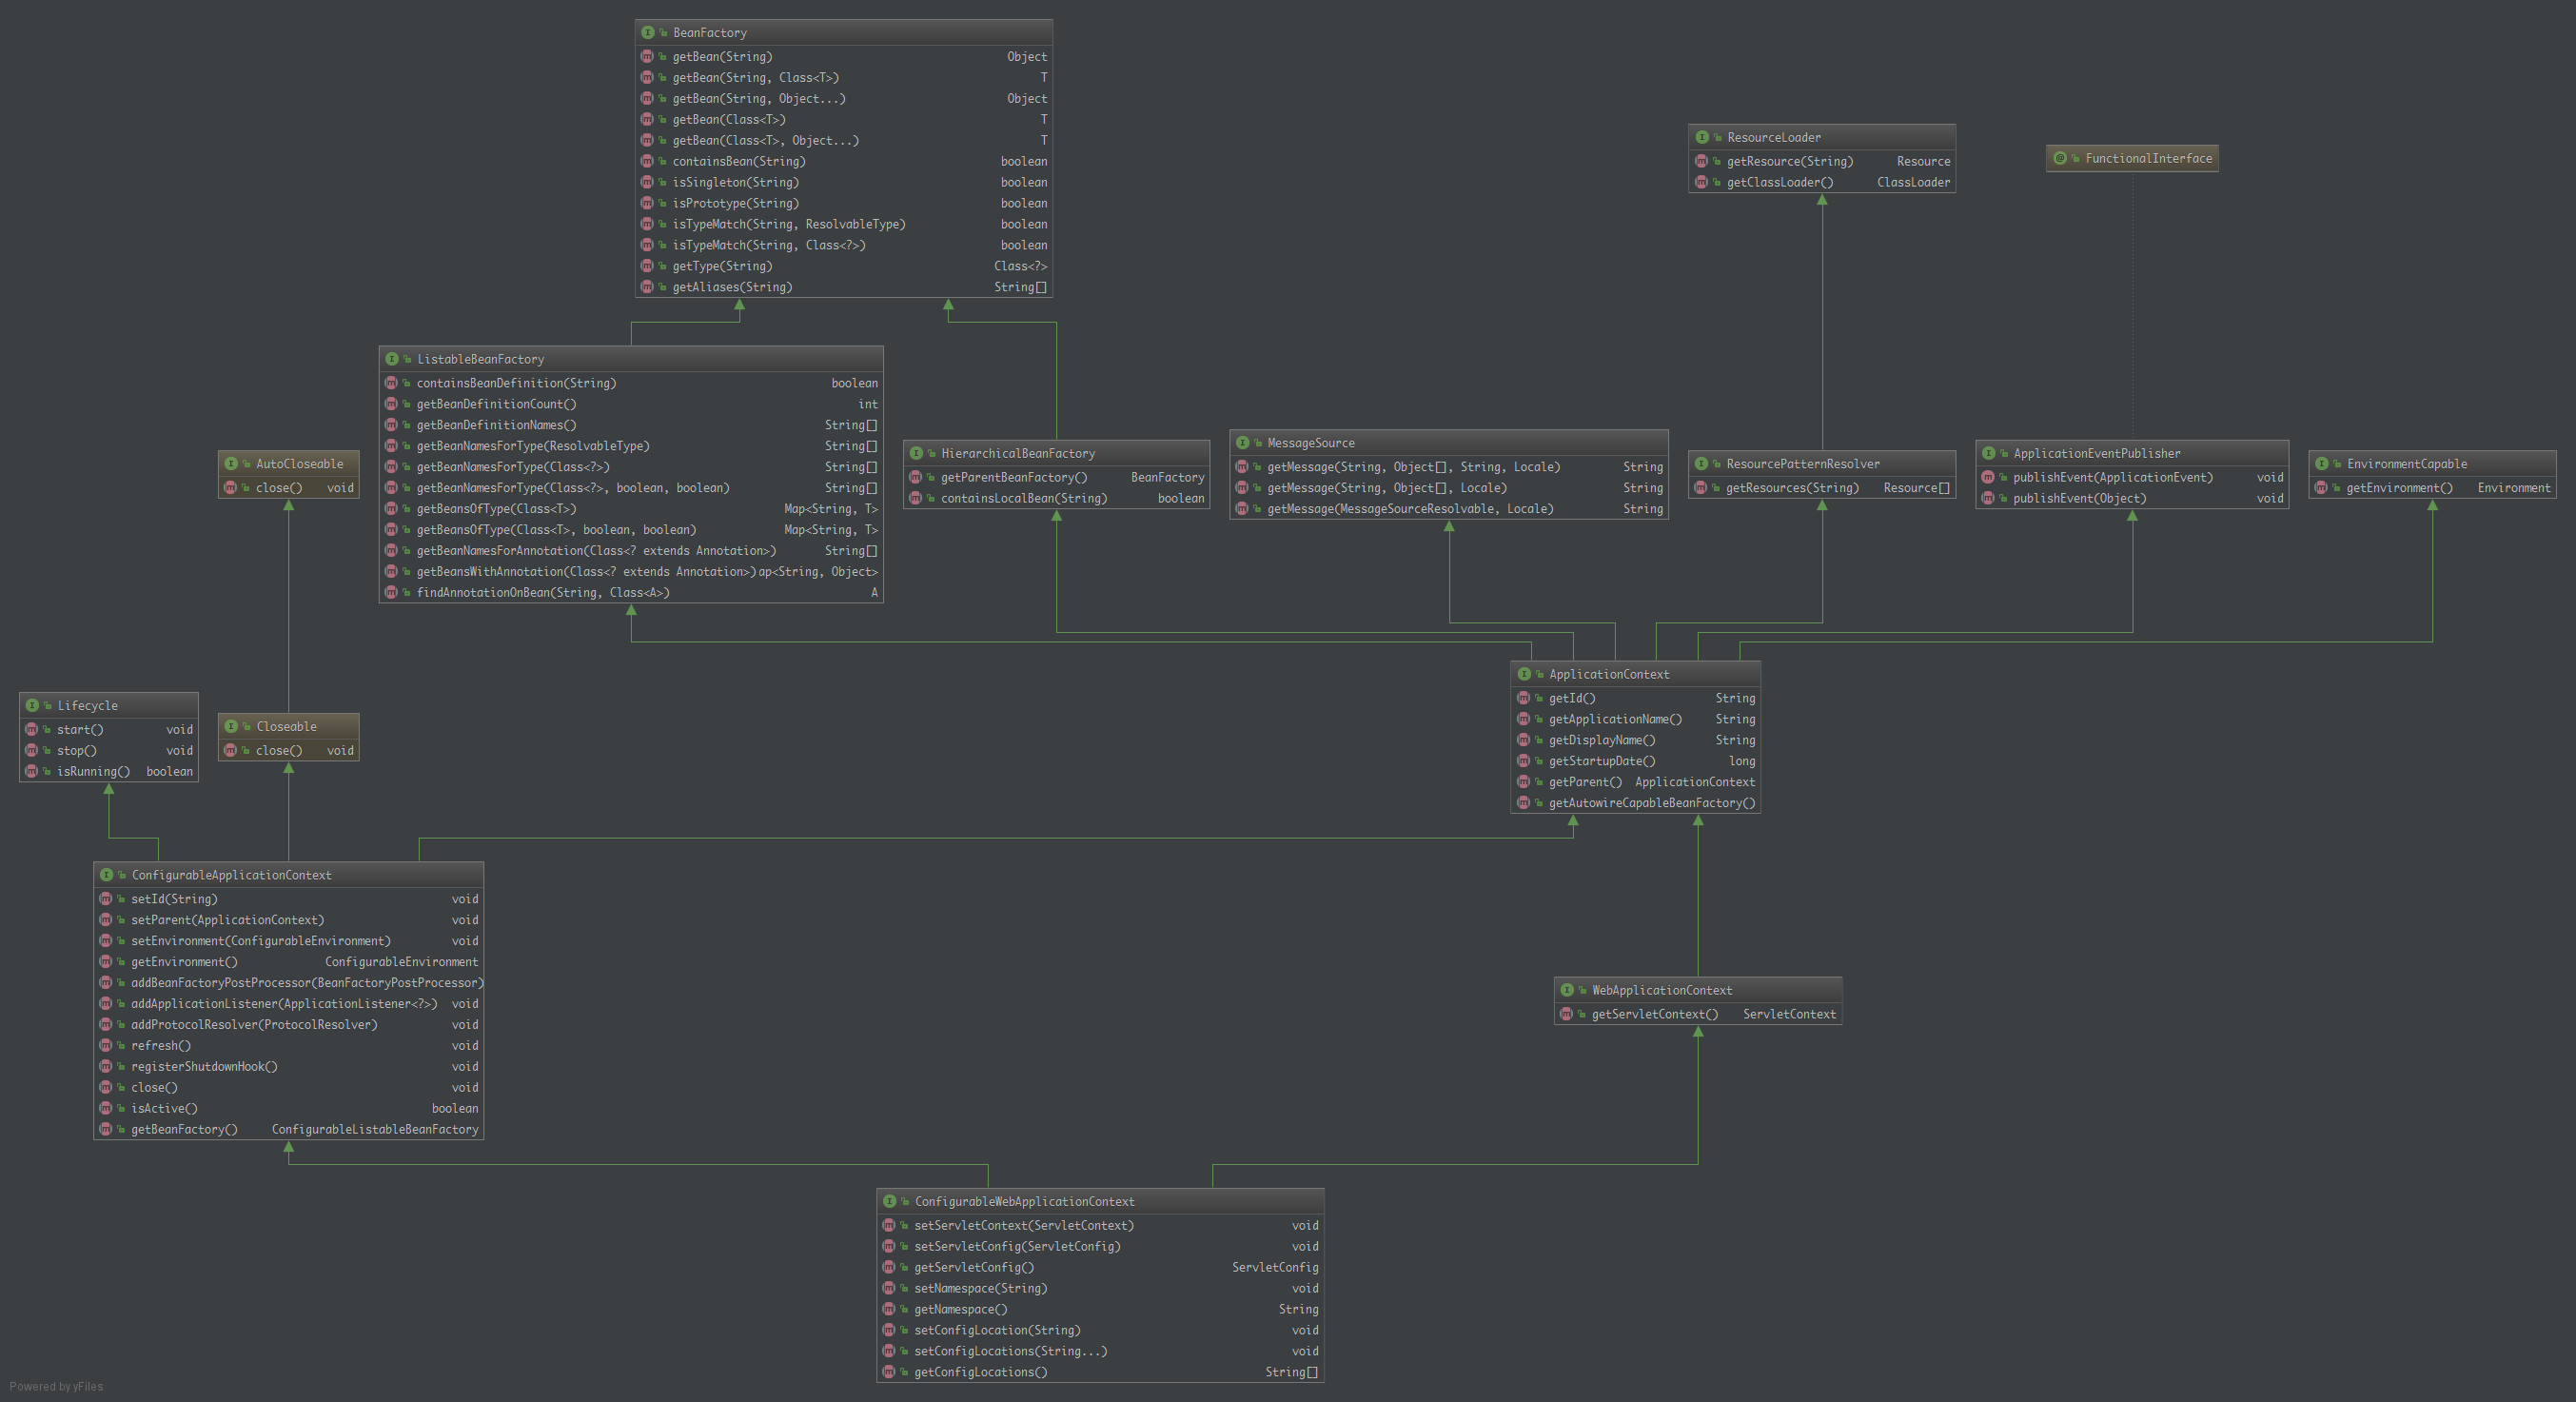 BeanFactory
getBean(String) Object
getBean(String, Class<T>) T
getBean(String, Object...) Object
getBean(Class<T>) T
getBean(Class<T>, Object...) T
containsBean(String) boolean
isSingleton(String) boolean
isPrototype(String) boolean
isTypeMatch(String, ResolvableType) boolean
isTypeMatch(String, Class<?>) boolean
getType(String) Class<?>
getAliases(String) String[]
ResourceLoader
getResource(String) Resource
getClassLoader() ClassLoader
FunctionalInterface
ListableBeanFactory
containsBeanDefinition(String) boolean
getBeanDefinitionCount() int
getBeanDefinitionNames() String[]
getBeanNamesForType(ResolvableType) String[]
getBeanNamesForType(Class<?>) String[]
getBeanNamesForType(Class<?>, boolean, boolean) String[]
getBeansOfType(Class<T>) Map<String, T>
getBeansOfType(Class<T>, boolean, boolean) Map<String, T>
getBeanNamesForAnnotation(Class<? extends Annotation>) String[]
getBeansWithAnnotation(Class<? extends Annotation>)ap<String, Object>
findAnnotationOnBean(String, Class<A>) A
AutoCloseable
close() void
HierarchicalBeanFactory
getParentBeanFactory() BeanFactory
containsLocalBean(String) boolean
MessageSource
getMessage(String, Object[], String, Locale) String
getMessage(String, Object[], Locale) String
getMessage(MessageSourceResolvable, Locale) String
ResourcePatternResolver
getResources(String) Resource[]
ApplicationEventPublisher
publishEvent(ApplicationEvent) void
publishEvent(Object) void
EnvironmentCapable
getEnvironment() Environment
Lifecycle
start() void
stop() void
isRunning() boolean
Closeable
close() void
ApplicationContext
getId() String
getApplicationName() String
getDisplayName() String
getStartupDate() long
getParent() ApplicationContext
getAutowireCapableBeanFactory()
ConfigurableApplicationContext
setId(String) void
setParent(ApplicationContext) void
setEnvironment(ConfigurableEnvironment) void
getEnvironment() ConfigurableEnvironment
addBeanFactoryPostProcessor(BeanFactoryPostProcessor)
addApplicationListener(ApplicationListener<?>) void
addProtocolResolver(ProtocolResolver) void
refresh() void
registerShutdownHook() void
close() void
isActive() boolean
getBeanFactory() ConfigurableListableBeanFactory
WebApplicationContext
getServletContext() ServletContext
ConfigurableWebApplicationContext
setServletContext(ServletContext) void
setServletConfig(ServletConfig) void
getServletConfig() ServletConfig
setNamespace(String) void
getNamespace() String
setConfigLocation(String) void
setConfigLocations(String...) void
getConfigLocations() String[]
Powered by yFiles